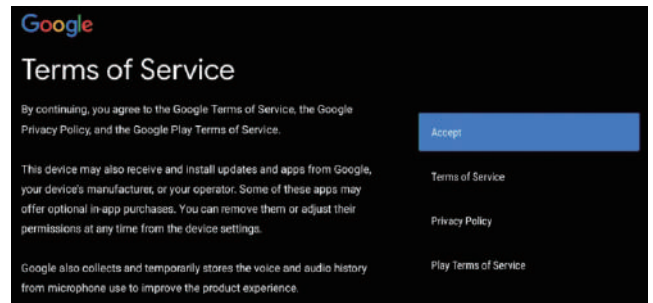 Google
Terms of Service
By continuing, you agree to the Google Terms of Service, the Google
Privacy Policy, and the Google Play Terms of Service.
This device may also receive and install updates and apps from Google,
your device's manufacturer, or your operator. Some of these apps may
offer optional in-app purchases. You can remove them or adjust their
permissions at any time from the device settings.
Google also collects and temporarily stores the voice and audio history
from microphone use to improve the product experience.
Accept
Terms of Service
Privacy Policy
Play Terms of Service